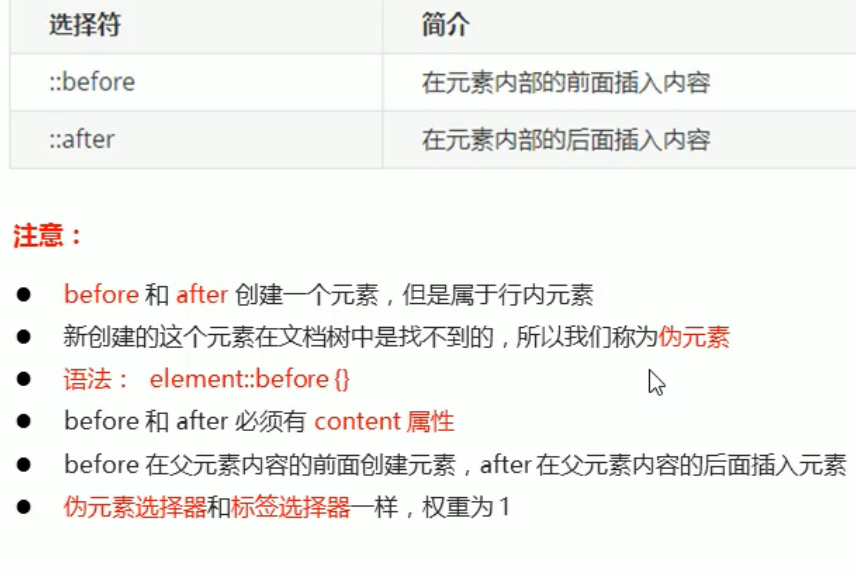 选择符 简介
::before 在元素内部的前面插入内容
::after 在元素内部的后面插入内容
注意：
before 和 after 创建一个元素，但是属于行内元素
新创建的这个元素在文档树中是找不到的，所以我们称为伪元素
语法： element::before {}
before 和 after 必须有 content 属性
before 在父元素内容的前面创建元素，after 在父元素内容的后面插入元素
伪元素选择器和标签选择器一样，权重为 1